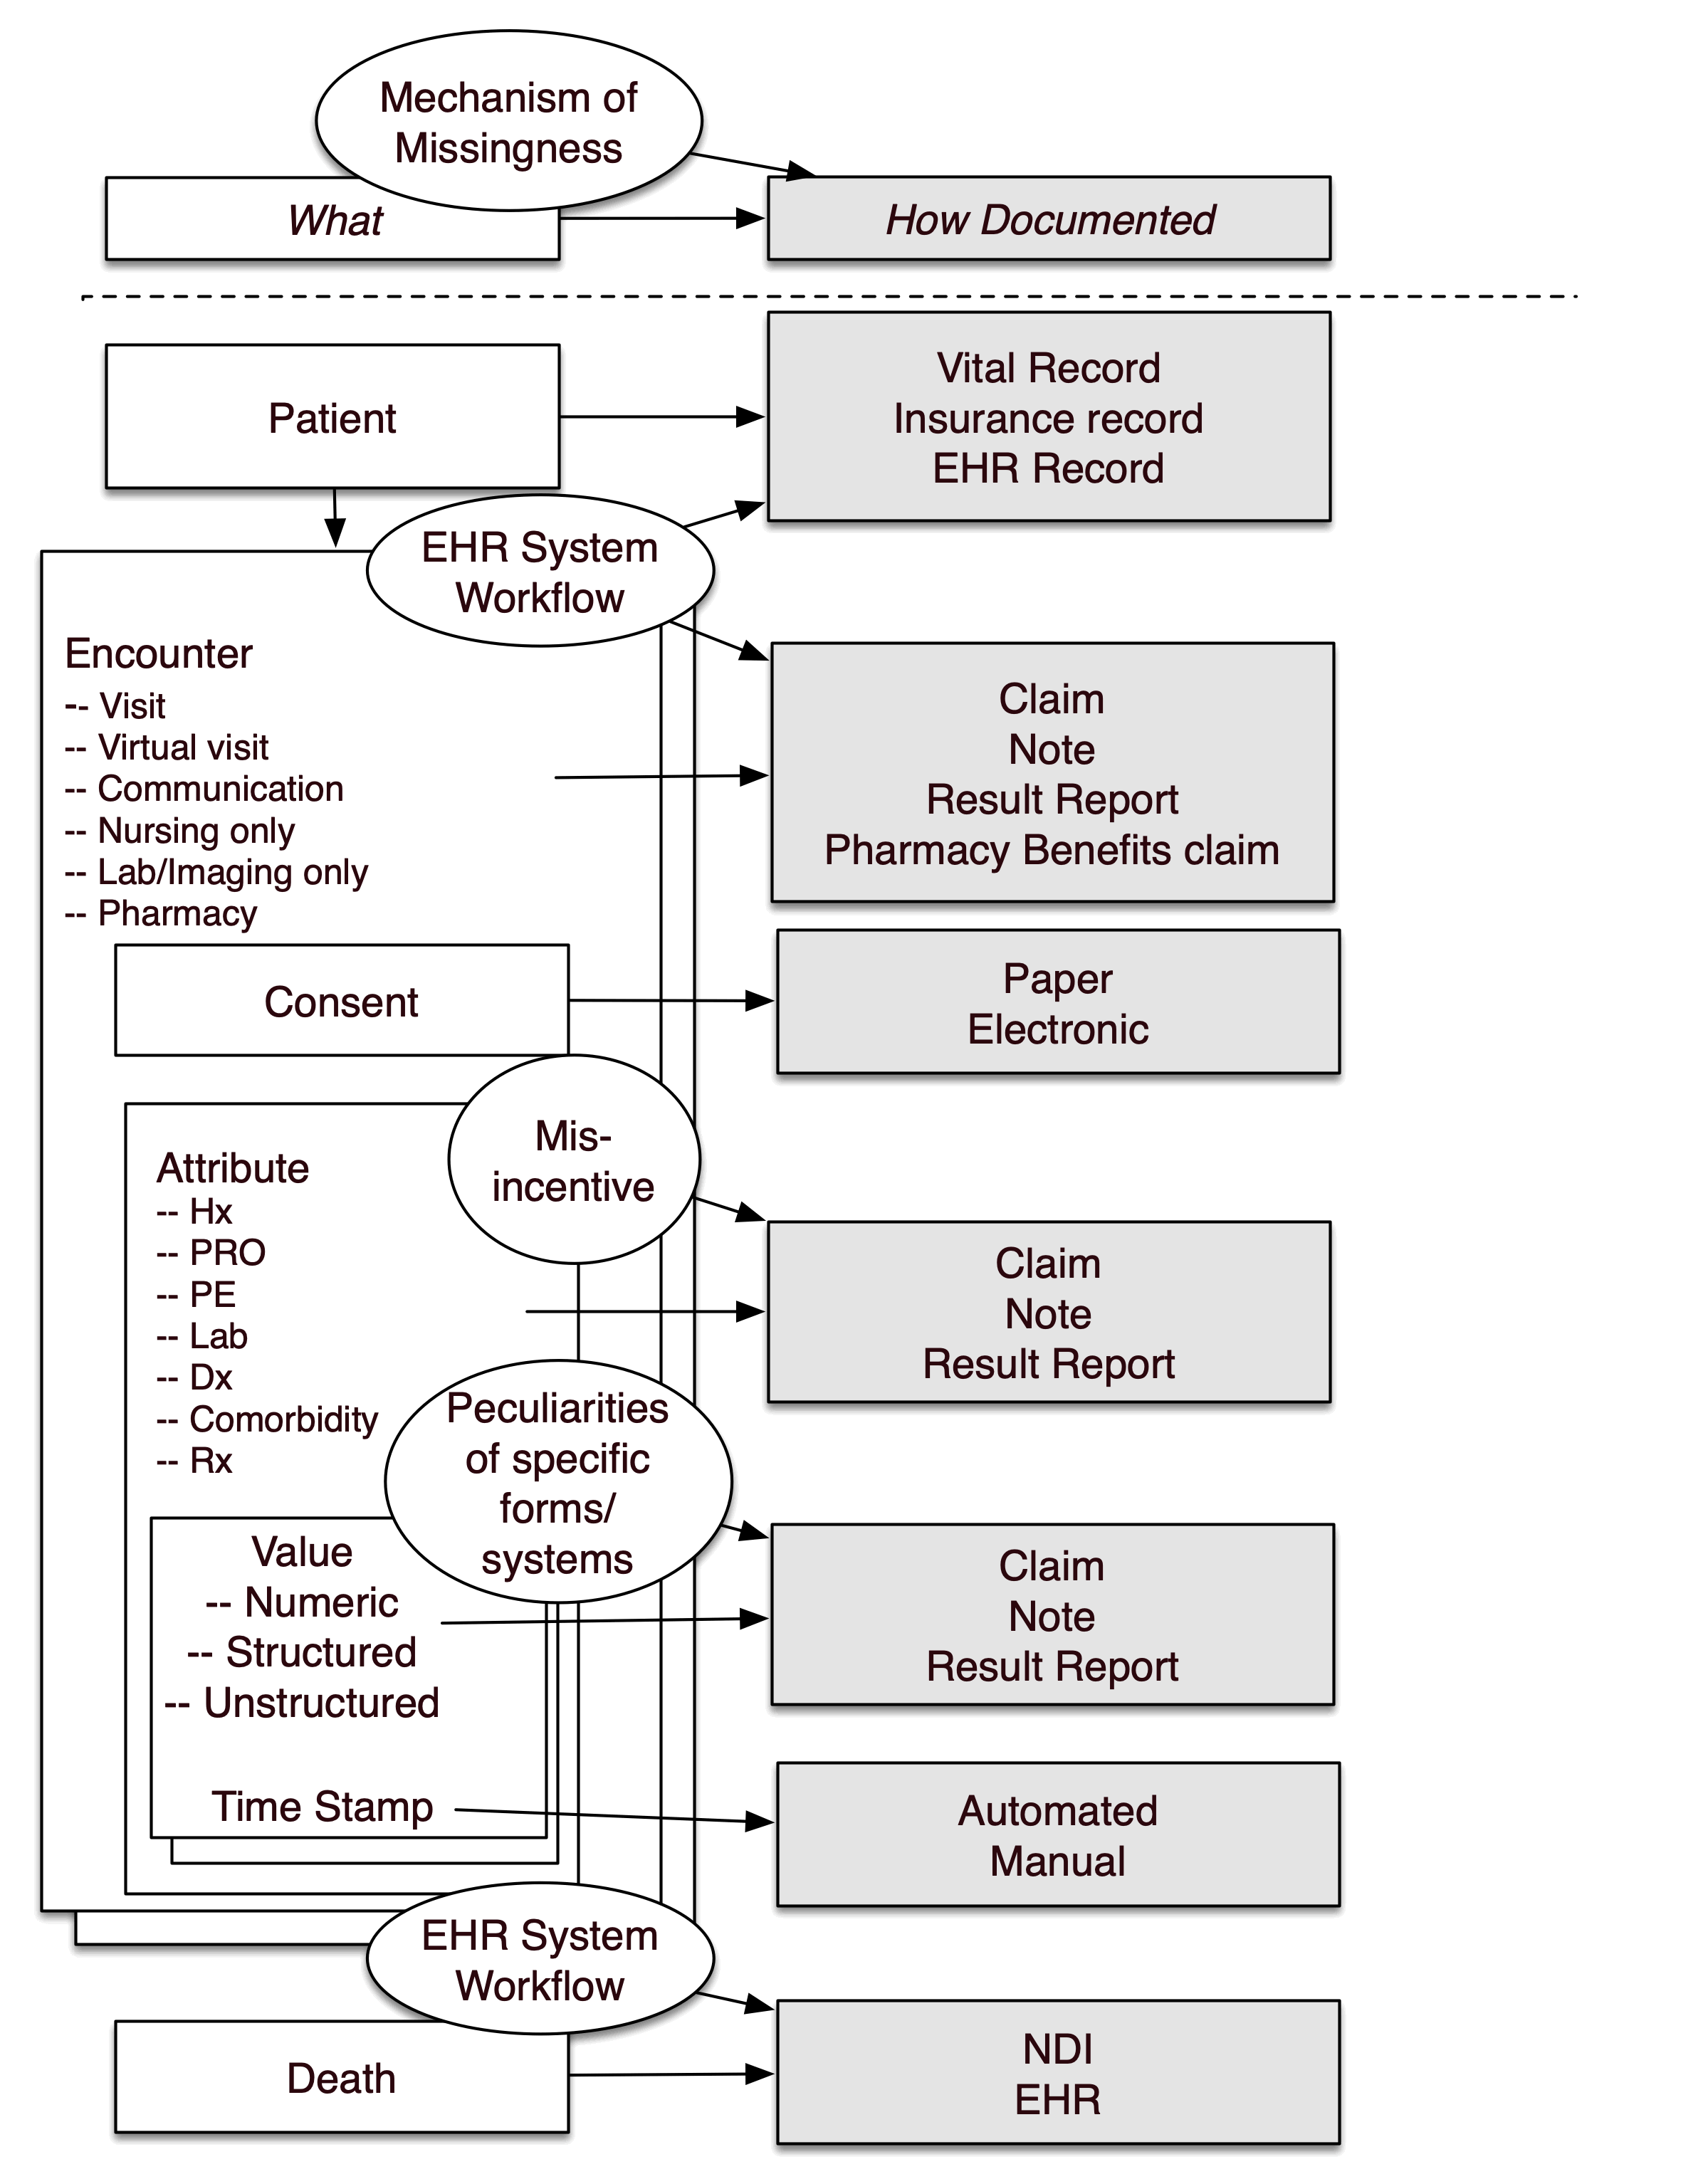 Mechanism of
Missingness
What
How Documented
Patient
Vital Record
Insurance record
EHR Record
EHR System
Workflow
Encounter
-- Visit
-- Virtual visit
-- Communication
-- Nursing only
-- Lab/Imaging only
-- Pharmacy
Claim
Note
Result Report
Pharmacy Benefits claim
Consent
Paper
Electronic
Mis-
incentive
Attribute
-- Hx
-- PRO
-- PE
-- Lab
-- Dx
-- Comorbidity
-- Rx
Claim
Note
Result Report
Peculiarities
of specific
forms/
systems
Value
-- Numeric
-- Structured
-- Unstructured
Claim
Note
Result Report
Time Stamp
Automated
Manual
EHR System
Workflow
Death
NDI
EHR